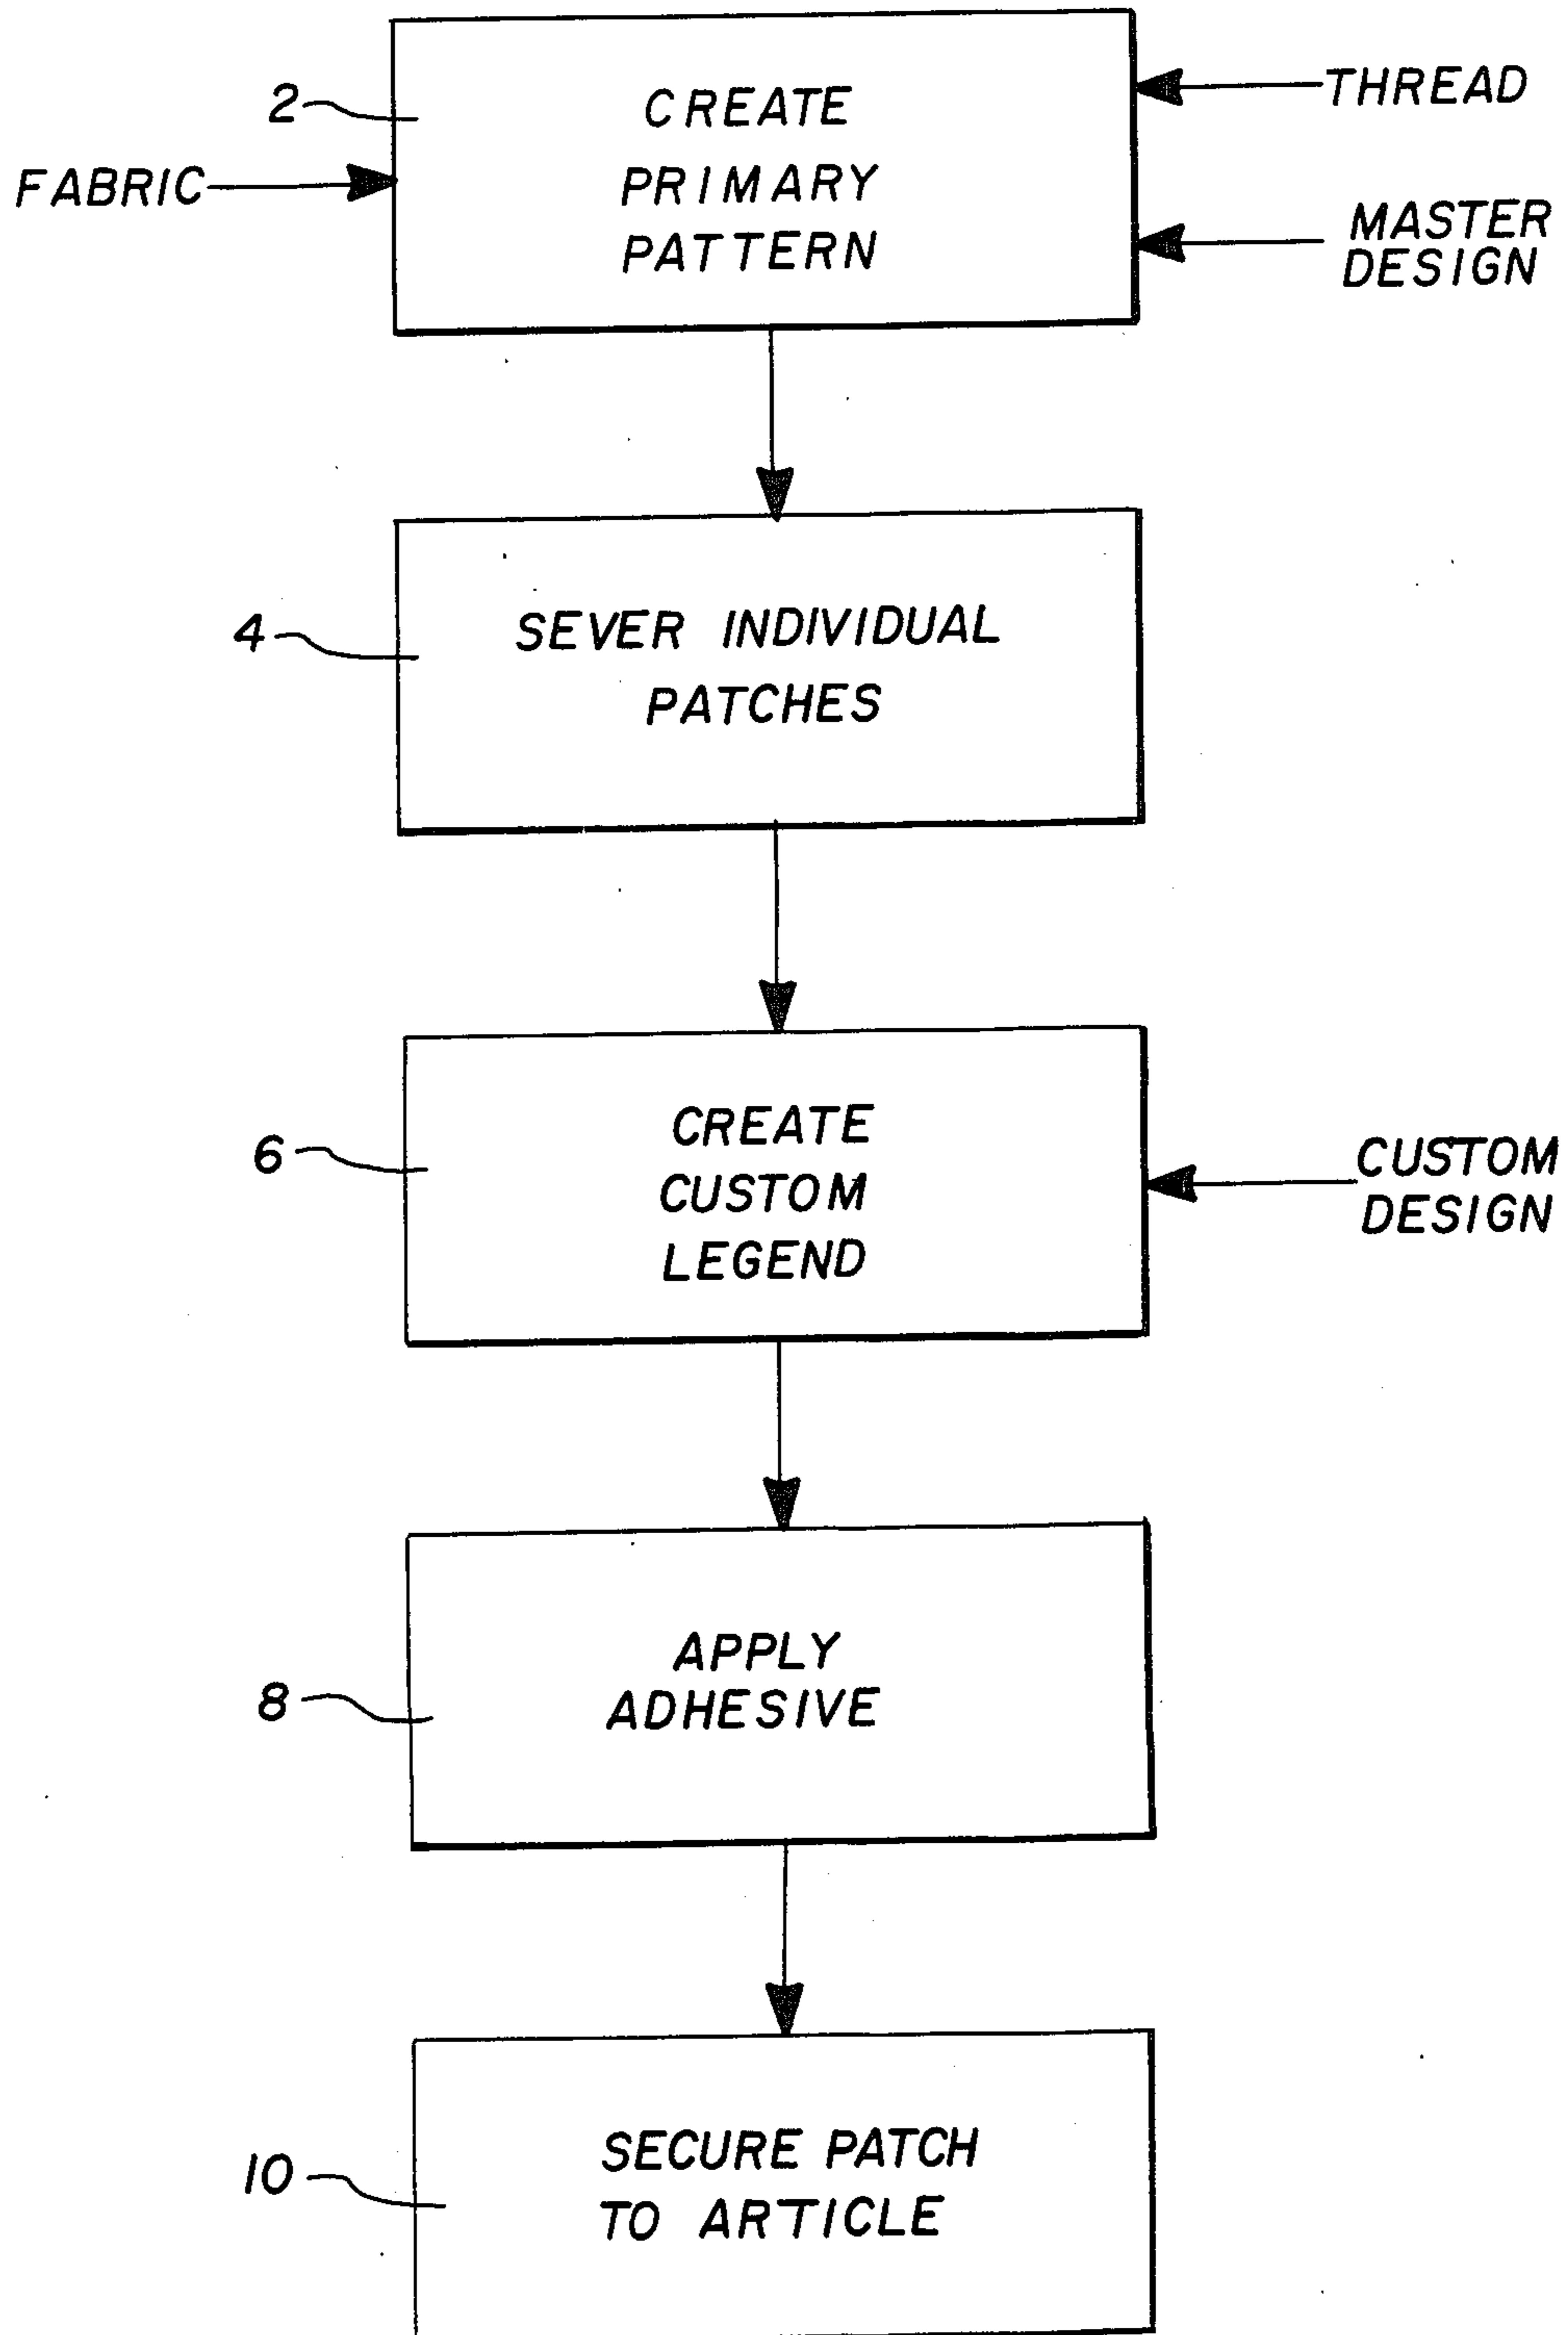 2
CREATE
PRIMARY
PATTERN
THREAD
FABRIC
MASTER
DESIGN
4
SEVER INDIVIDUAL
PATCHES
6
CREATE
CUSTOM
LEGEND
CUSTOM
DESIGN
8
APPLY
ADHESIVE
10
SECURE PATCH
TO ARTICLE